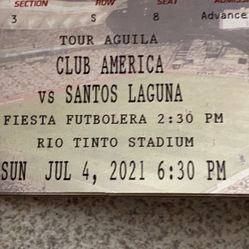 SECTION ROW SEAT ADMISS
3 S 8 Advance
TOUR AGUILA
CLUB AMERICA
vs SANTOS LAGUNA
FIESTA FUTBOLERA 2:30 PM
RIO TINTO STADIUM
SUN JUL 4, 2021 6:30 PM